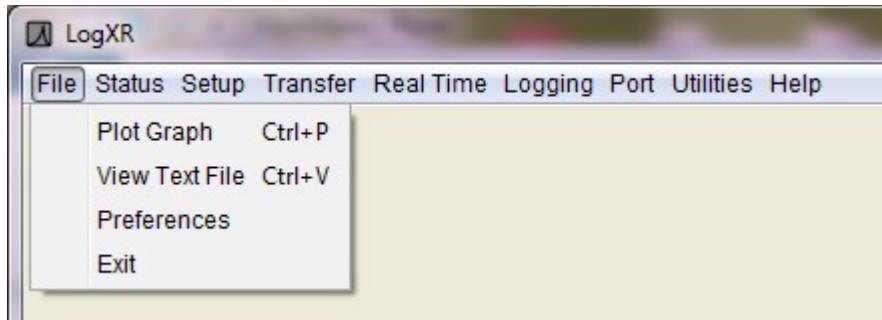 LogXR
File Status Setup Transfer Real Time Logging Port Utilities Help
Plot Graph Ctrl+P
View Text File Ctrl+V
Preferences
Exit